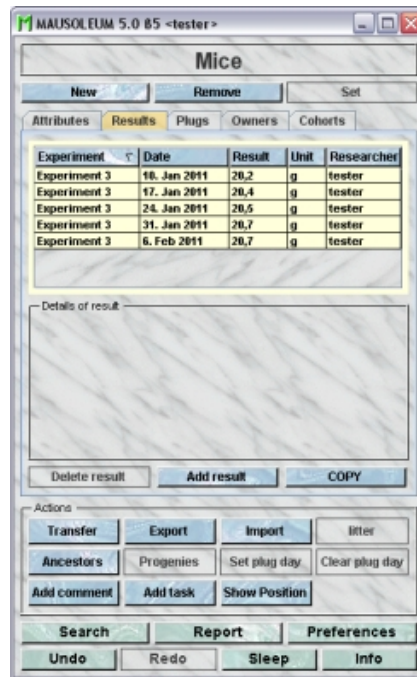 MAUSOLEUM 5.0 ß5 <tester>
Mice
New Remove Set
Attributes Results Plugs Owners Cohorts
Experiment Date Result Unit Researcher
Experiment 3 10. Jan 2011 20,2 g tester
Experiment 3 17. Jan 2011 20,4 g tester
Experiment 3 24. Jan 2011 20,5 g tester
Experiment 3 31. Jan 2011 20,7 g tester
Experiment 3 6. Feb 2011 20,7 g tester
Details of result
Delete result Add result COPY
Actions
Transfer Export Import litter
Ancestors Progenies Set plug day Clear plug day
Add comment Add task Show Position
Search Report Preferences
Undo Redo Sleep Info